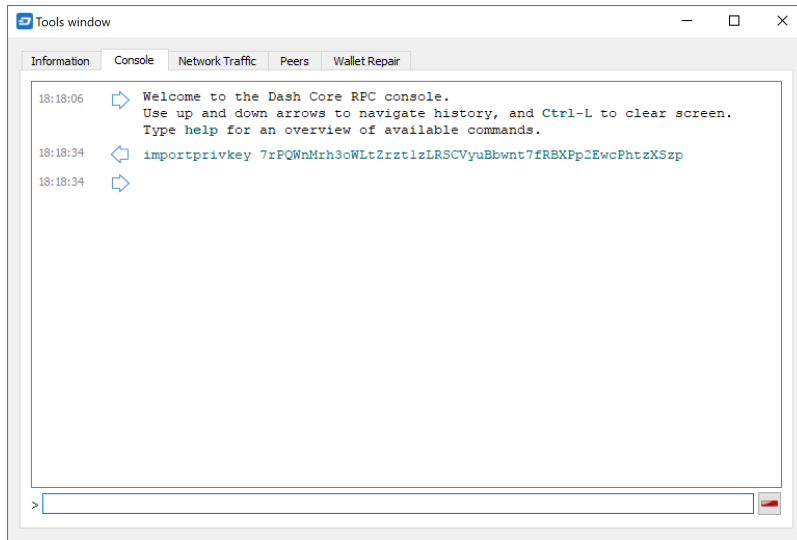 Tools window
Information Console Network Traffic Peers Wallet Repair
18:18:06 Welcome to the Dash Core RPC console.
Use up and down arrows to navigate history, and Ctrl-L to clear screen.
Type help for an overview of available commands.
18:18:34 importprivkey 7rPQWnMrh3oWLtZrzt1zLRSCVyuBbwnt7fRBXPp2EwcPhtzXSzp
18:18:34
>